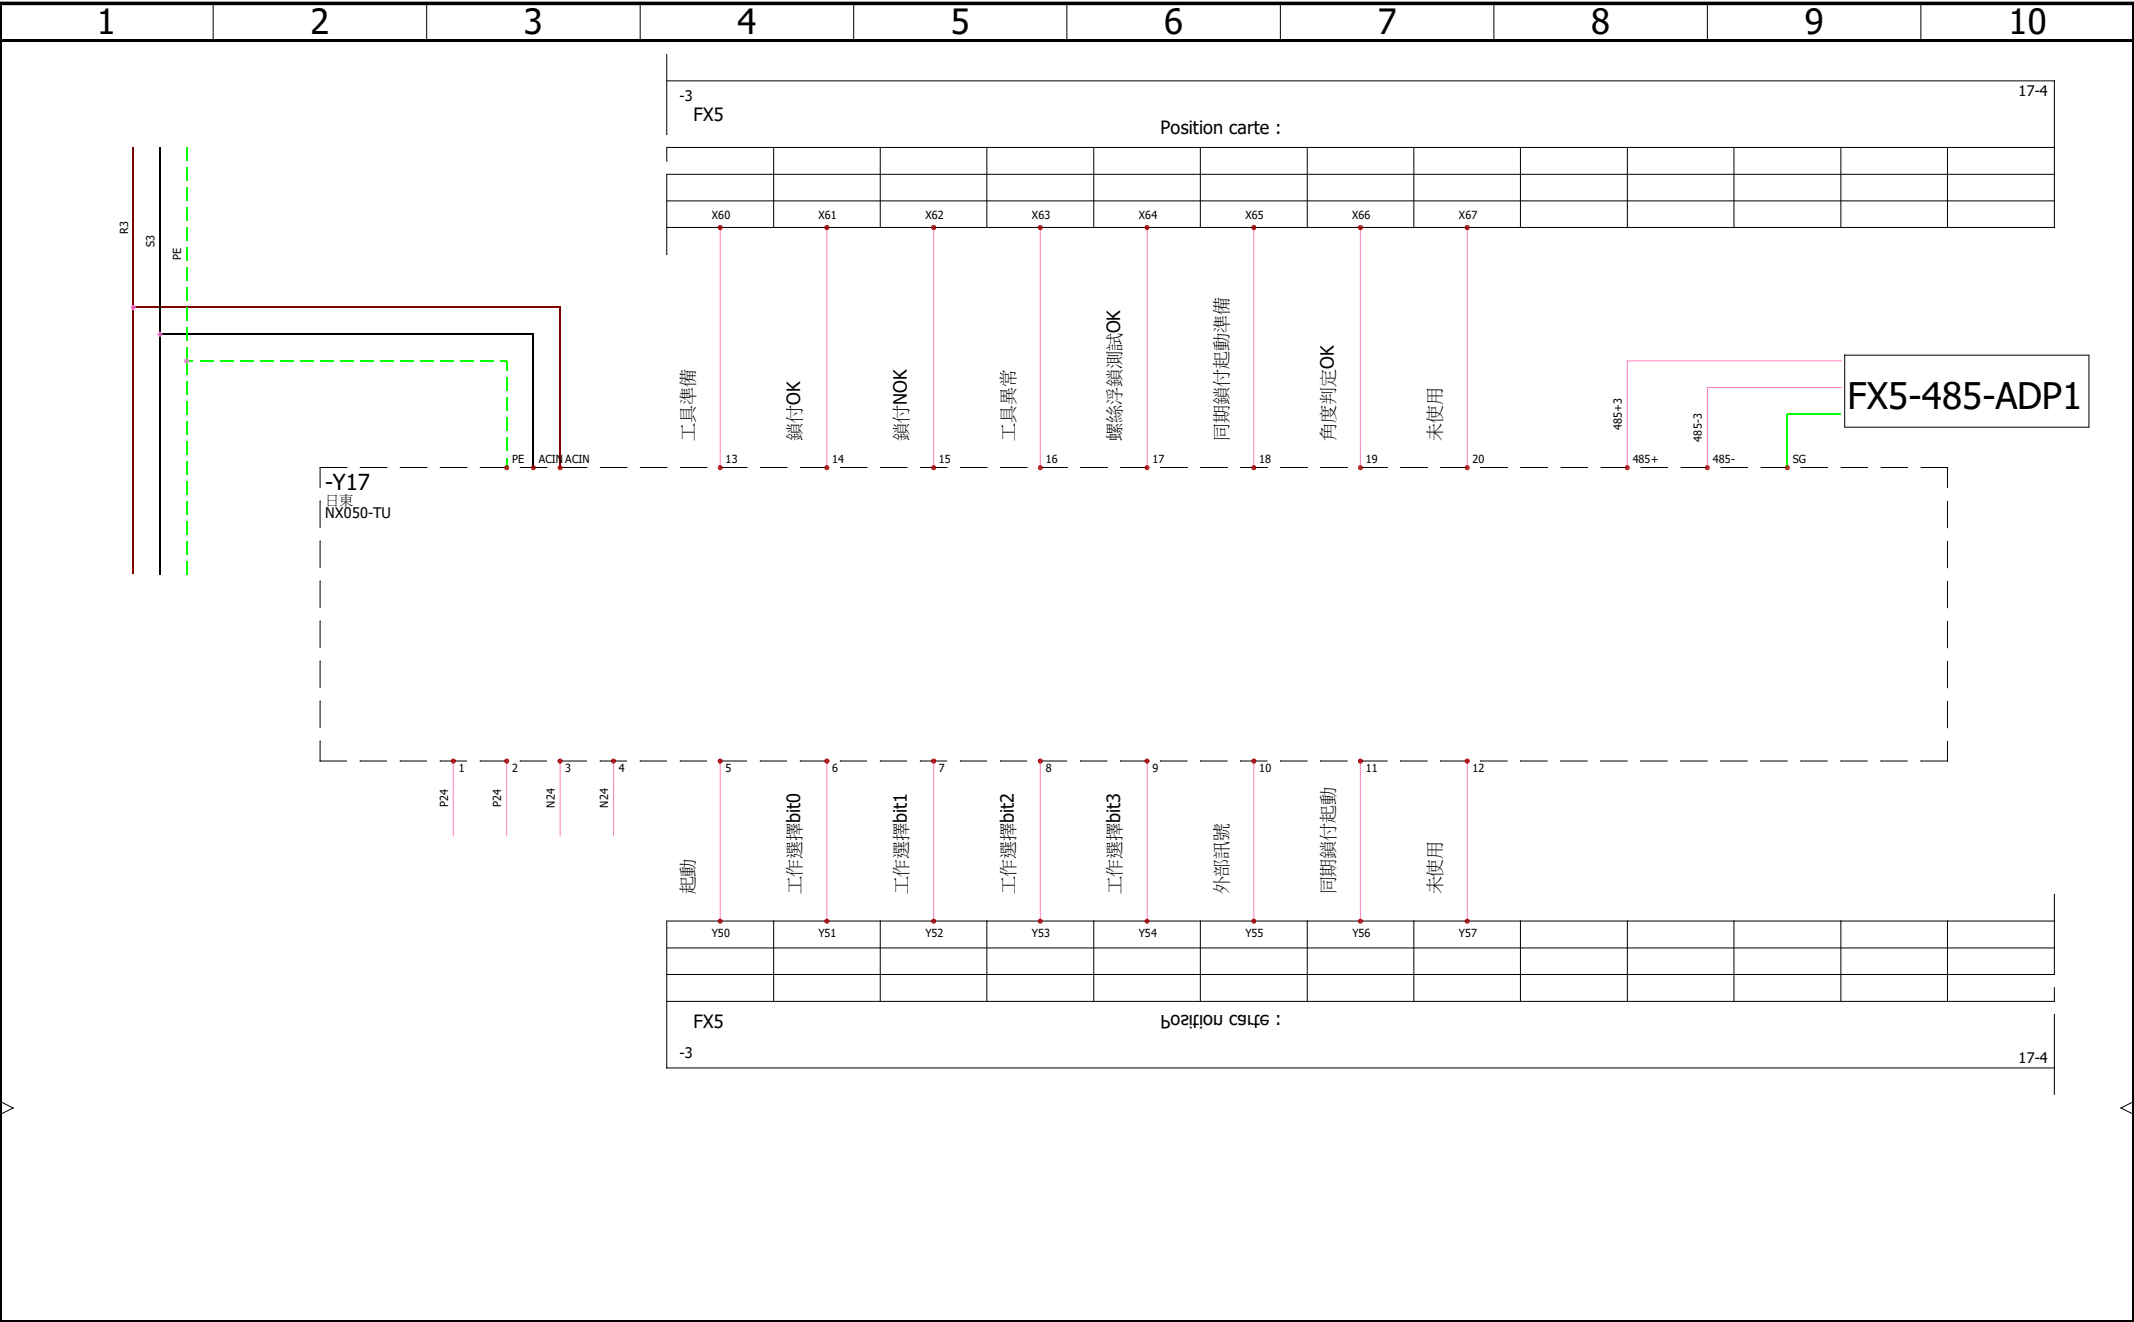 1 2 3 4 5 6 7 8 9 10
-3 17-4
FX5
Position carte :
X60 X61 X62 X63 X64 X65 X66 X67
R3
S3
PE
工具準備
鎖付OK
鎖付NOK
工具異常
螺絲浮鎖測試OK
同期鎖付起動準備
角度判定OK
未使用
485+3
485-3
FX5-485-ADP1
PE ACIN ACIN 13 14 15 16 17 18 19 20 485+ 485- SG
-Y17
日東
NX050-TU
1 2 3 4 5 6 7 8 9 10 11 12
P24
P24
N24
N24
起動
工作選擇bit0
工作選擇bit1
工作選擇bit2
工作選擇bit3
外部訊號
同期鎖付起動
未使用
Y50 Y51 Y52 Y53 Y54 Y55 Y56 Y57
FX5 Position carte :
-3 17-4